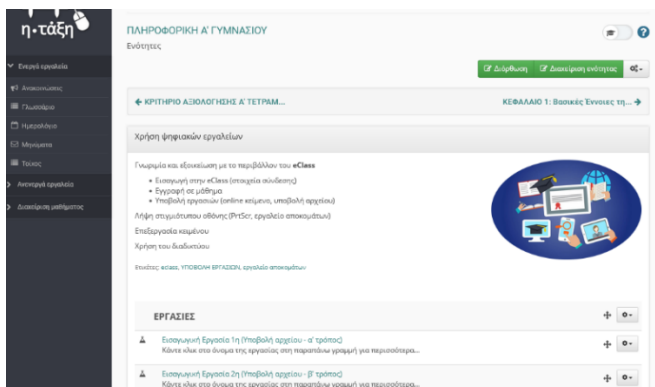 η-τάξη
ΠΛΗΡΟΦΟΡΙΚΗ Α' ΓΥΜΝΑΣΙΟΥ
Ενότητες
Ενεργά εργαλεία
Ανακοινώσεις
Γλωσσάριο
Ημερολόγιο
Μηνύματα
Τοίχος
Ανενεργά εργαλεία
Διαχείριση μαθήματος
Διόρθωση
Διαχείριση ενότητας
ΚΡΙΤΗΡΙΟ ΑΞΙΟΛΟΓΗΣΗΣ Α' ΤΕΤΡΑΜ...
ΚΕΦΑΛΑΙΟ 1: Βασικές Έννοιες τη...
Χρήση ψηφιακών εργαλείων
Γνωριμία και εξοικείωση με το περιβάλλον του eClass
Εισαγωγή στην eClass (στοιχεία σύνδεσης)
Εγγραφή σε μάθημα
Υποβολή εργασιών (online κείμενο, υποβολή αρχείου)
Λήψη στιγμιότυπου οθόνης (PrtScr, εργαλείο αποκομμάτων)
Επεξεργασία κειμένου
Χρήση του διαδικτύου
Ετικέτες: eclass, ΥΠΟΒΟΛΗ ΕΡΓΑΣΙΩΝ, εργαλείο αποκομμάτων
ΕΡΓΑΣΙΕΣ
Εισαγωγική Εργασία 1η (Υποβολή αρχείου - α' τρόπος)
Κάντε κλικ στο όνομα της εργασίας στη παραπάνω γραμμή για περισσότερα...
Εισαγωγική Εργασία 2η (Υποβολή αρχείου - β' τρόπος)
Κάντε κλικ στο όνομα της εργασίας στη παραπάνω γραμμή για περισσότερα...